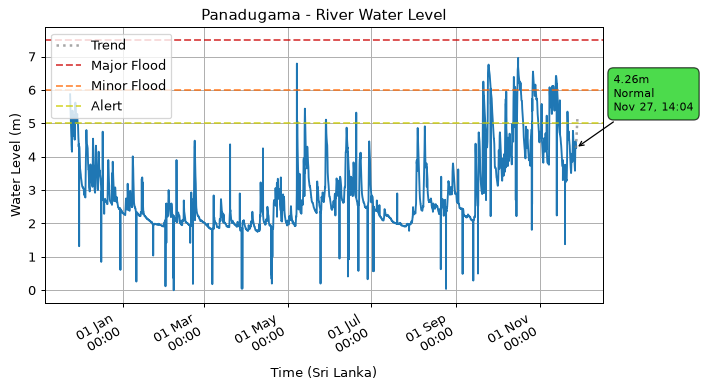 Panadugama - River Water Level
Trend
Major Flood
Minor Flood
Alert
4.26m
Normal
Nov 27, 14:04
Water Level (m)
7
6
5
4
3
2
1
0
01 Jan
00:00
01 Mar
00:00
01 May
00:00
01 Jul
00:00
01 Sep
00:00
01 Nov
00:00
Time (Sri Lanka)